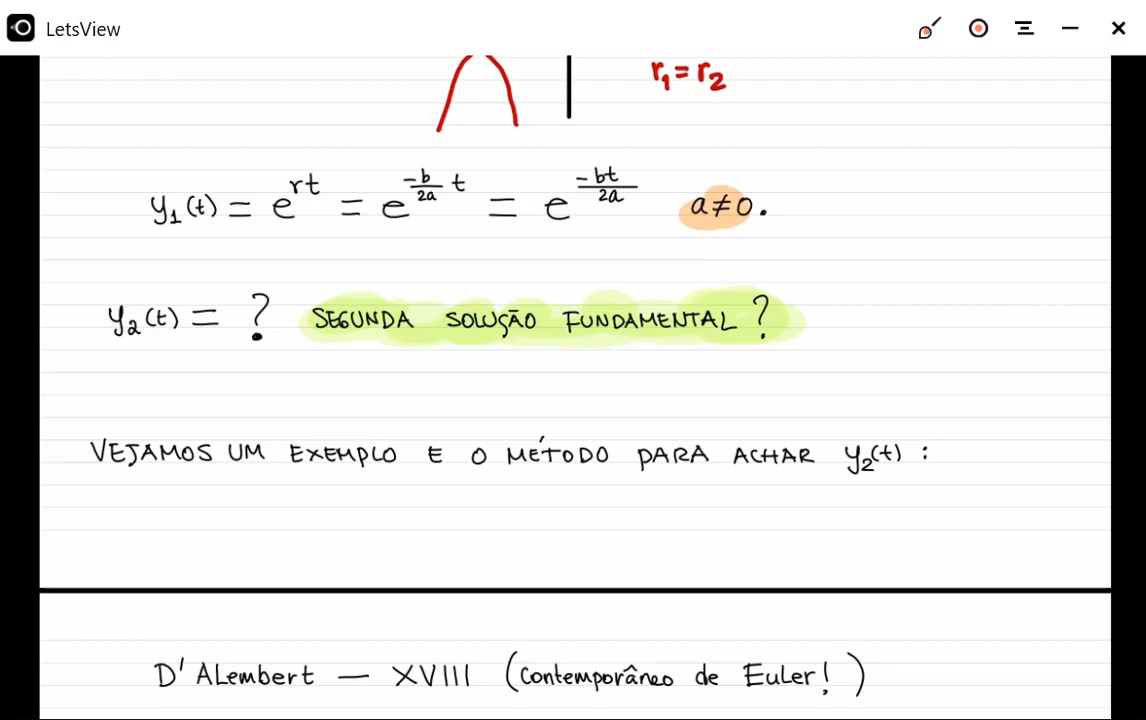 LetsView
r₁ = r₂
y₁(t) = e^{rt} = e^{-b/2a t} = e^{-bt/2a} a ≠ 0.
y₂(t) = ? SEGUNDA SOLUÇÃO FUNDAMENTAL ?
VEJAMOS UM EXEMPLO E O MÉTODO PARA ACHAR y₂(t) :
D'ALembert — XVIII (Contemporâneo de Euler!)